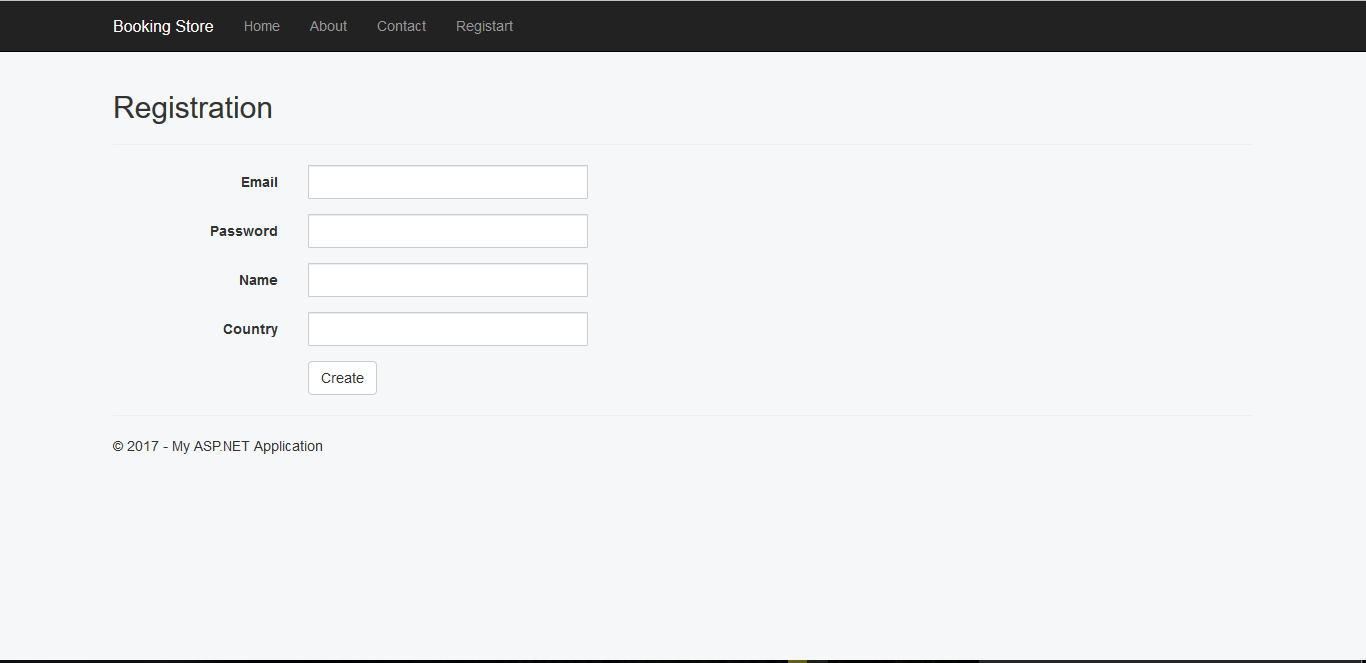 Booking Store Home About Contact Registart
Registration
Email
Password
Name
Country
Create
© 2017 - My ASP.NET Application